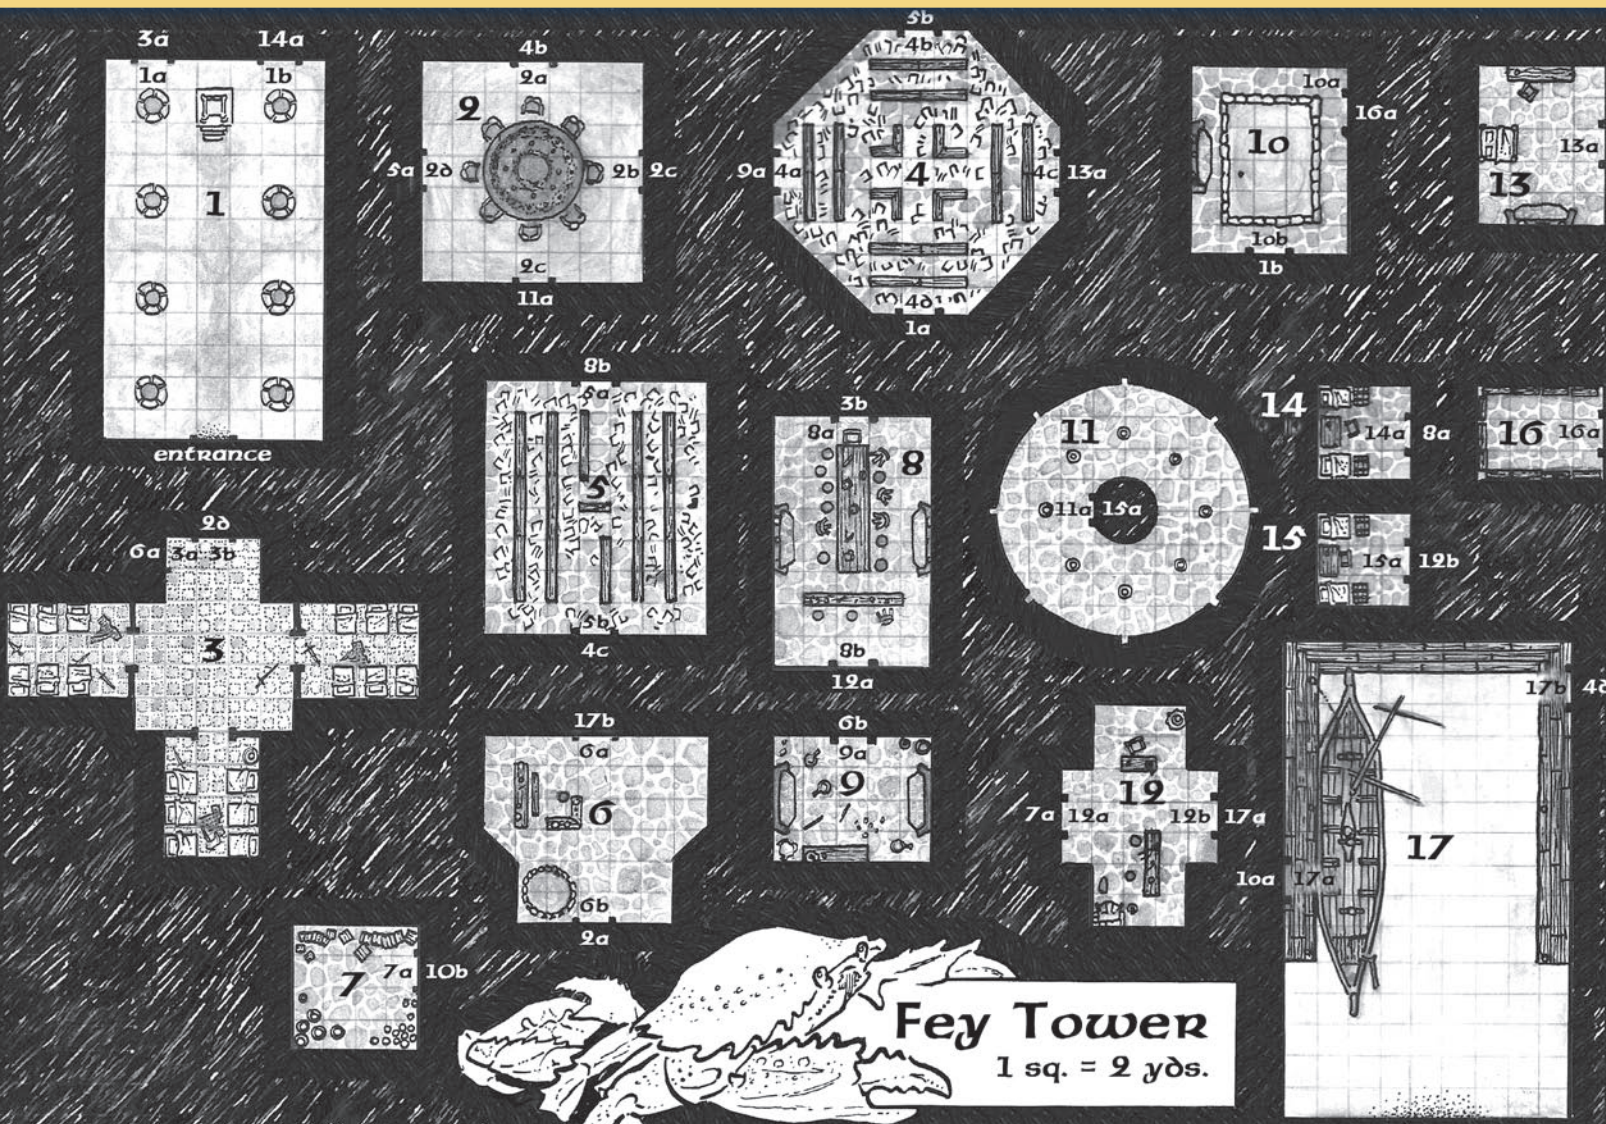 3a 14a
1a 1b
1
entrance
4b
2a
2
5a 2d 2b 2c
2c
11a
5b
4b
9a 4a 4 4c 13a
4d
1a
10a
16a
10
10b
1b
13a
13
8b
5a
5
5b
4c
3b
8a
8
8b
12a
11
11a 15a
14
14a 8a
15
15a 12b
16 16a
2d
6a 3a 3b
3
17b
6a
6
6b
2a
6b
9a
9
12
7a 12a 12b 17a
17b
10a 17a
17
7 7a 10b
Fey Tower
1 sq. = 2 yds.